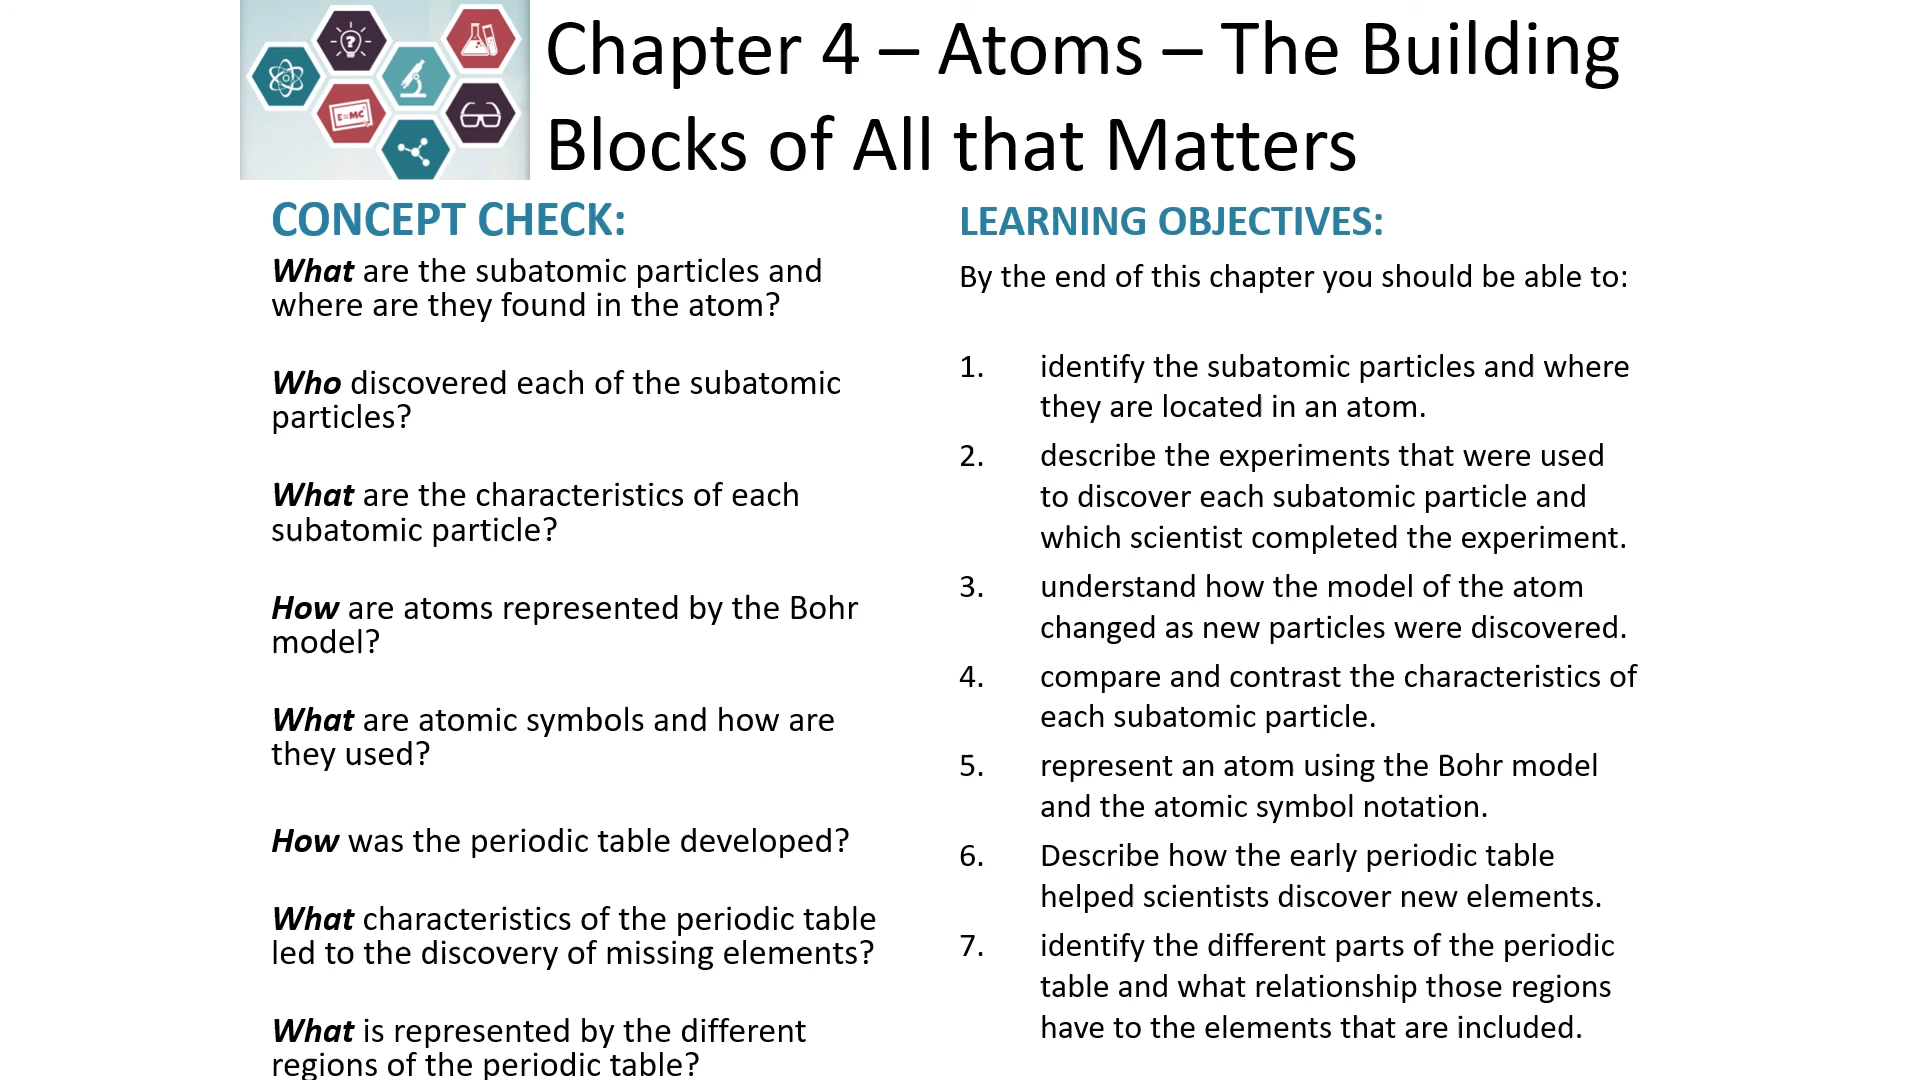 Chapter 4 – Atoms – The Building
Blocks of All that Matters
CONCEPT CHECK:
What are the subatomic particles and
where are they found in the atom?
Who discovered each of the subatomic
particles?
What are the characteristics of each
subatomic particle?
How are atoms represented by the Bohr
model?
What are atomic symbols and how are
they used?
How was the periodic table developed?
What characteristics of the periodic table
led to the discovery of missing elements?
What is represented by the different
regions of the periodic table?
LEARNING OBJECTIVES:
By the end of this chapter you should be able to:
1. identify the subatomic particles and where
they are located in an atom.
2. describe the experiments that were used
to discover each subatomic particle and
which scientist completed the experiment.
3. understand how the model of the atom
changed as new particles were discovered.
4. compare and contrast the characteristics of
each subatomic particle.
5. represent an atom using the Bohr model
and the atomic symbol notation.
6. Describe how the early periodic table
helped scientists discover new elements.
7. identify the different parts of the periodic
table and what relationship those regions
have to the elements that are included.